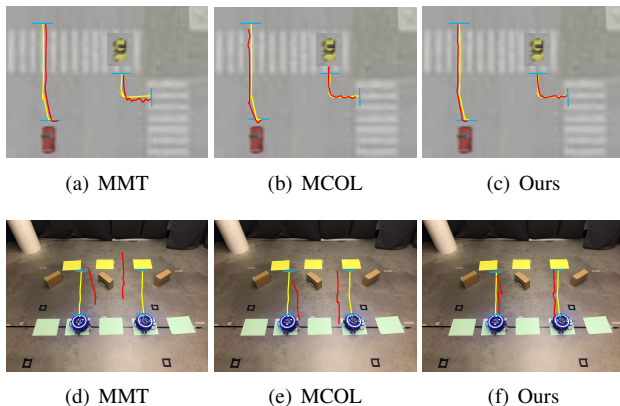 (a) MMT
(b) MCOL
(c) Ours
(d) MMT
(e) MCOL
(f) Ours